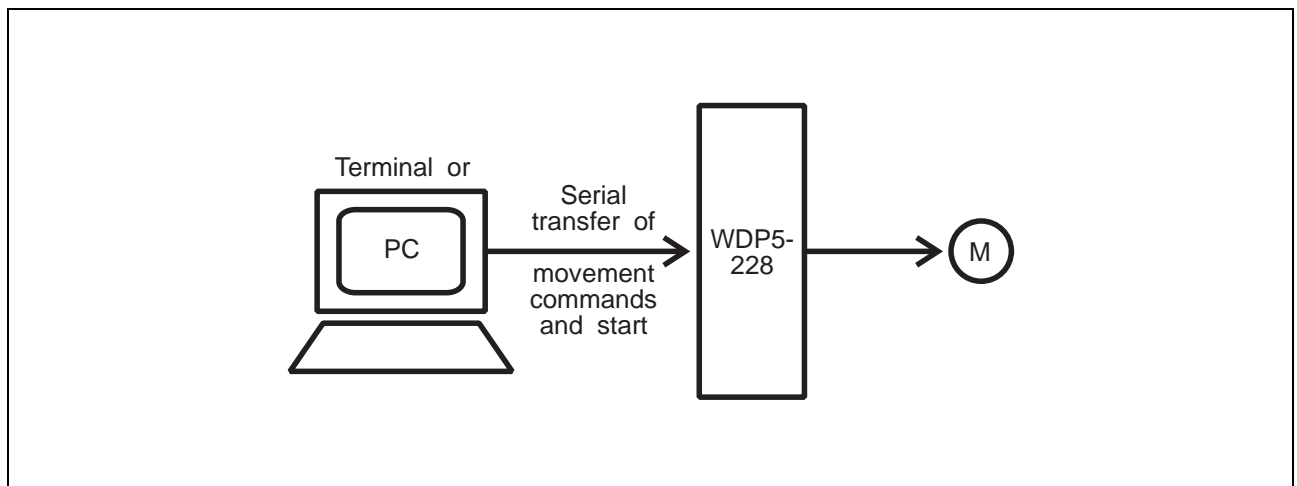 Terminal or
PC
Serial
transfer of
movement
commands
and start
WDP5-
228
M